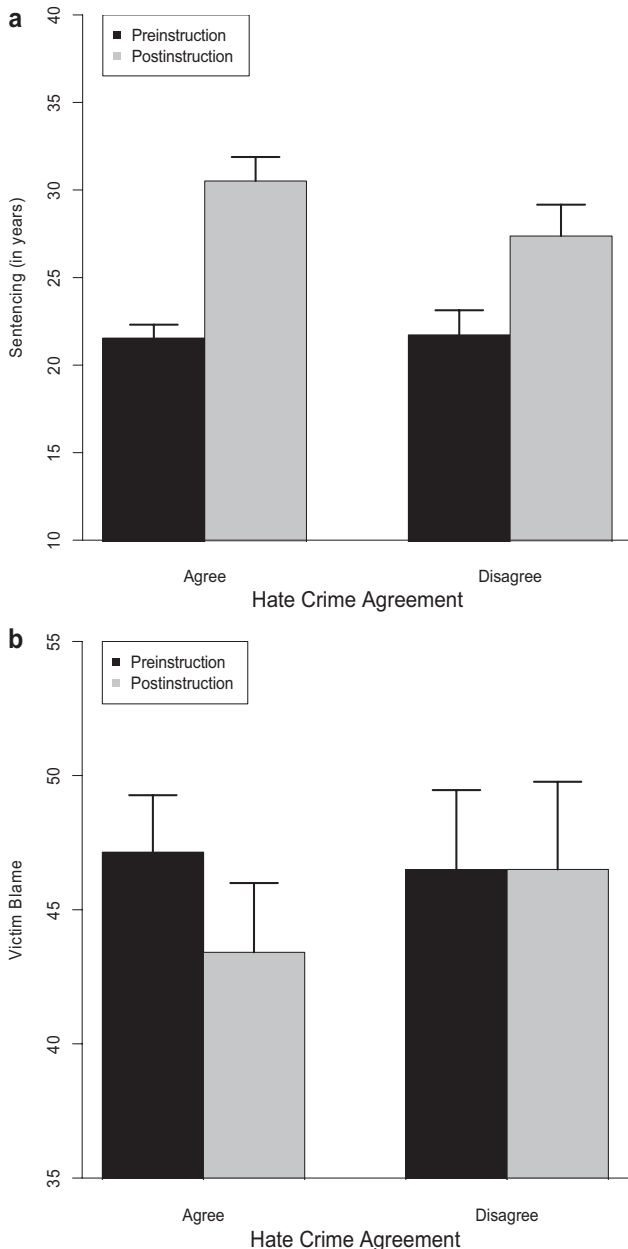 a
40
Preinstruction
Postinstruction
35
30
25
20
15
10
Sentencing (in years)
Agree
Disagree
Hate Crime Agreement
b
55
Preinstruction
Postinstruction
50
45
40
35
Victim Blame
Agree
Disagree
Hate Crime Agreement